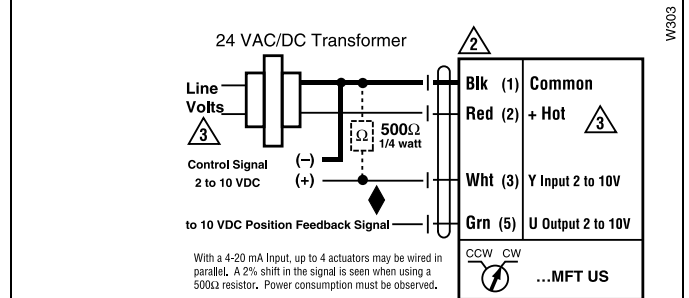 W303
24 VAC/DC Transformer
2
Line
Volts
3
Blk (1) Common
Red (2) + Hot
3
Ω
500Ω
1/4 watt
Control Signal
2 to 10 VDC
(–)
(+)
Wht (3) Y Input 2 to 10V
to 10 VDC Position Feedback Signal
Grn (5) U Output 2 to 10V
With a 4-20 mA Input, up to 4 actuators may be wired in
parallel. A 2% shift in the signal is seen when using a
500Ω resistor. Power consumption must be observed.
CCW CW
...MFT US